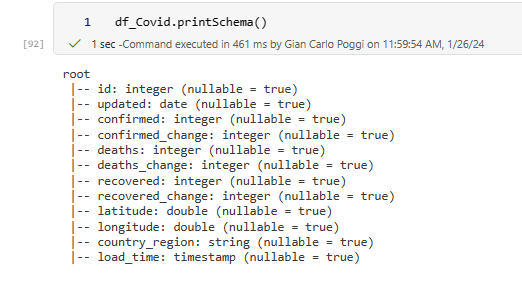 1 df_Covid.printSchema()
[92] 1 sec -Command executed in 461 ms by Gian Carlo Poggi on 11:59:54 AM, 1/26/24
root
|-- id: integer (nullable = true)
|-- updated: date (nullable = true)
|-- confirmed: integer (nullable = true)
|-- confirmed_change: integer (nullable = true)
|-- deaths: integer (nullable = true)
|-- deaths_change: integer (nullable = true)
|-- recovered: integer (nullable = true)
|-- recovered_change: integer (nullable = true)
|-- latitude: double (nullable = true)
|-- longitude: double (nullable = true)
|-- country_region: string (nullable = true)
|-- load_time: timestamp (nullable = true)